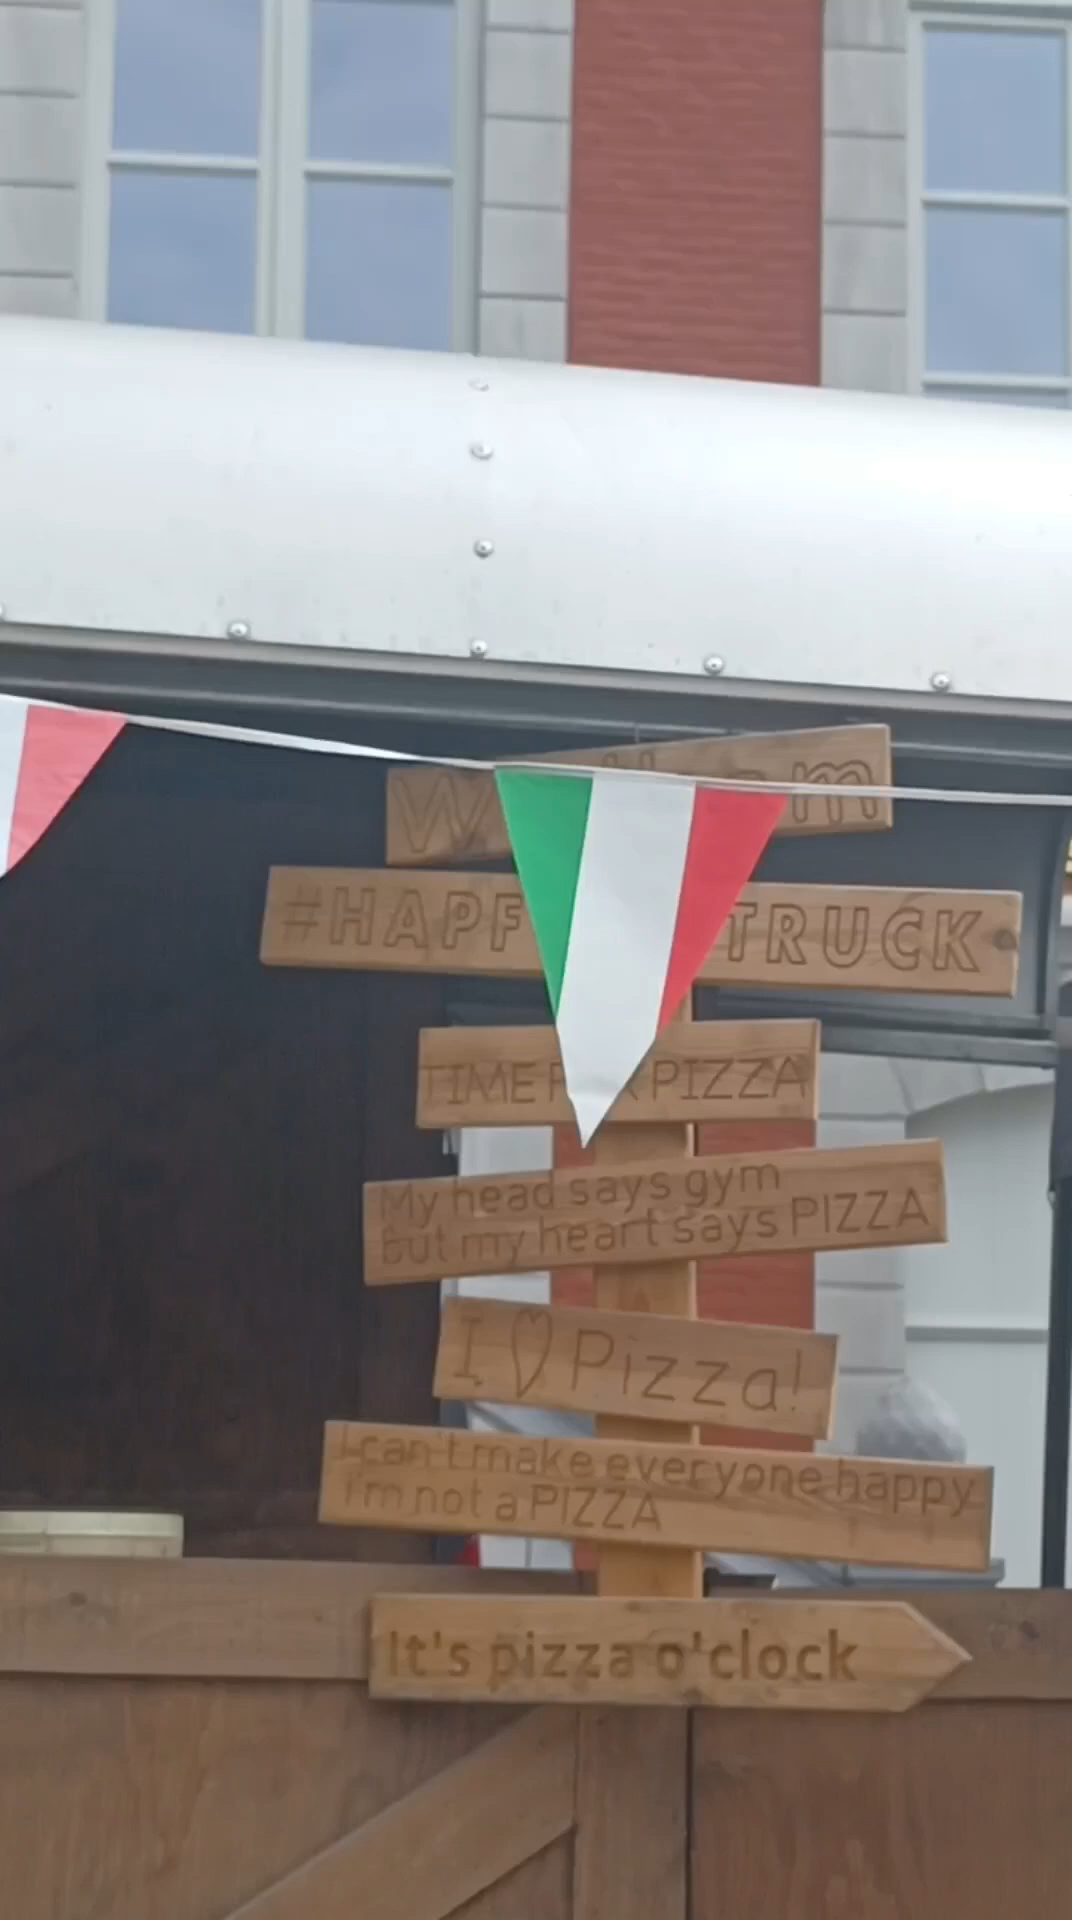 #HAPP TRUCK
TIME PIZZA
My head says gym
but my heart says PIZZA
I ♡ Pizza!
I can't make everyone happy
I'm not a PIZZA
It's pizza o'clock